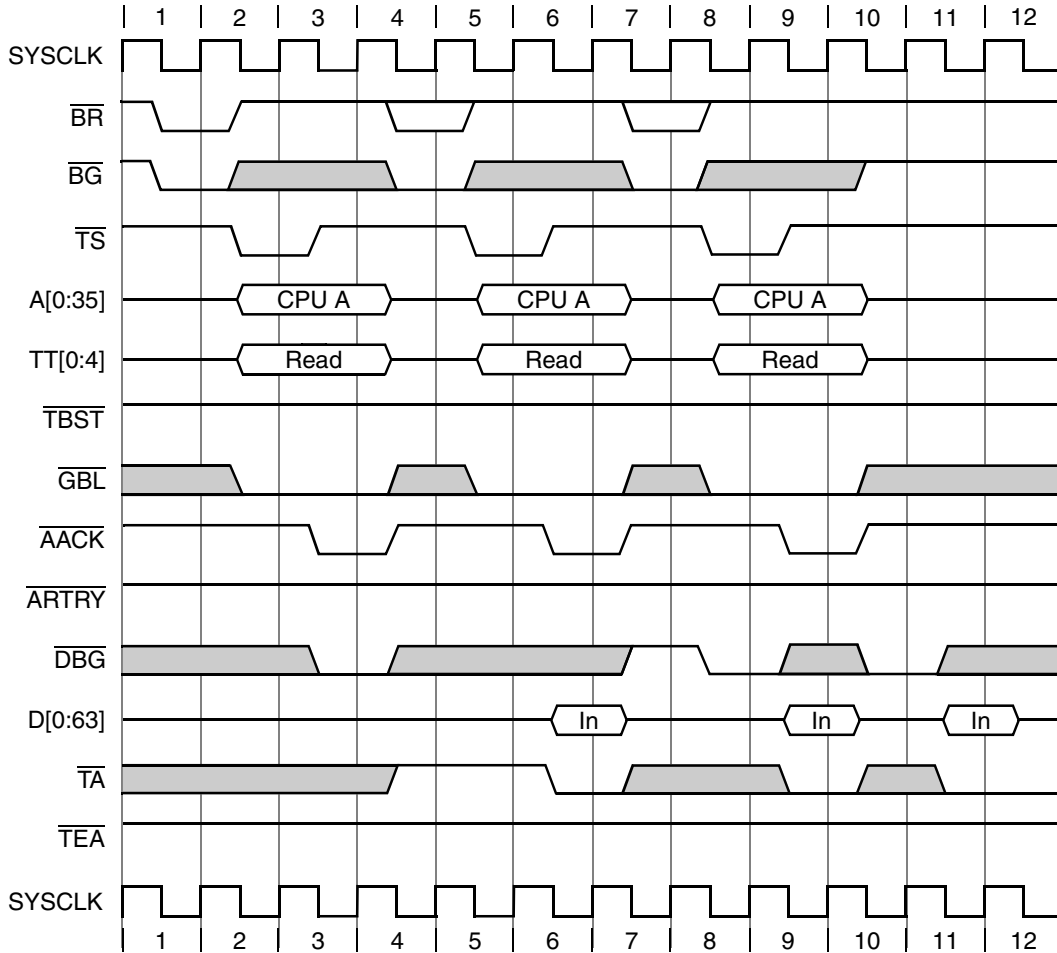 1 2 3 4 5 6 7 8 9 10 11 12
SYSCLK
BR
BG
TS
A[0:35] CPU A CPU A CPU A
TT[0:4] Read Read Read
TBST
GBL
AACK
ARTRY
DBG
D[0:63] In In In
TA
TEA
SYSCLK
1 2 3 4 5 6 7 8 9 10 11 12